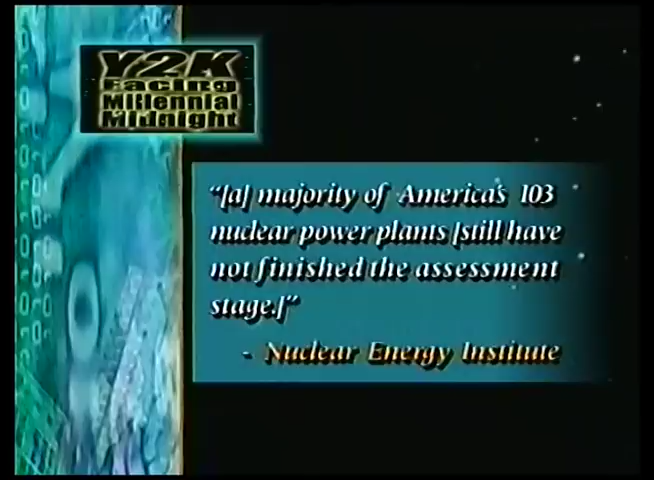 Y2K
Facing
Millennial
Midnight
“[a] majority of America's 103
nuclear power plants [still have
not finished the assessment
stage.]”
- Nuclear Energy Institute